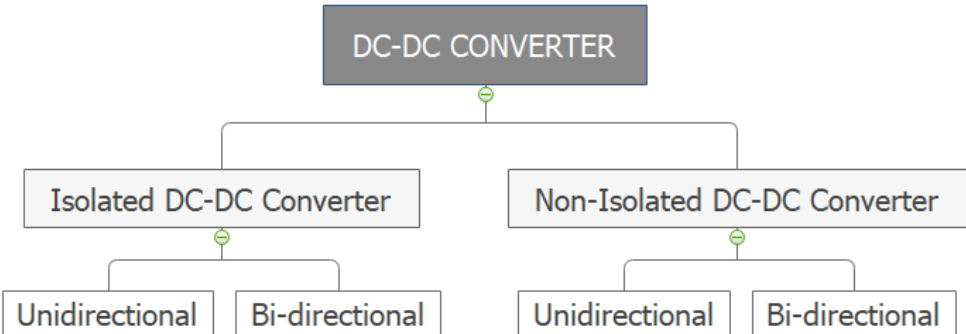 DC-DC CONVERTER
Isolated DC-DC Converter
Non-Isolated DC-DC Converter
Unidirectional
Bi-directional
Unidirectional
Bi-directional